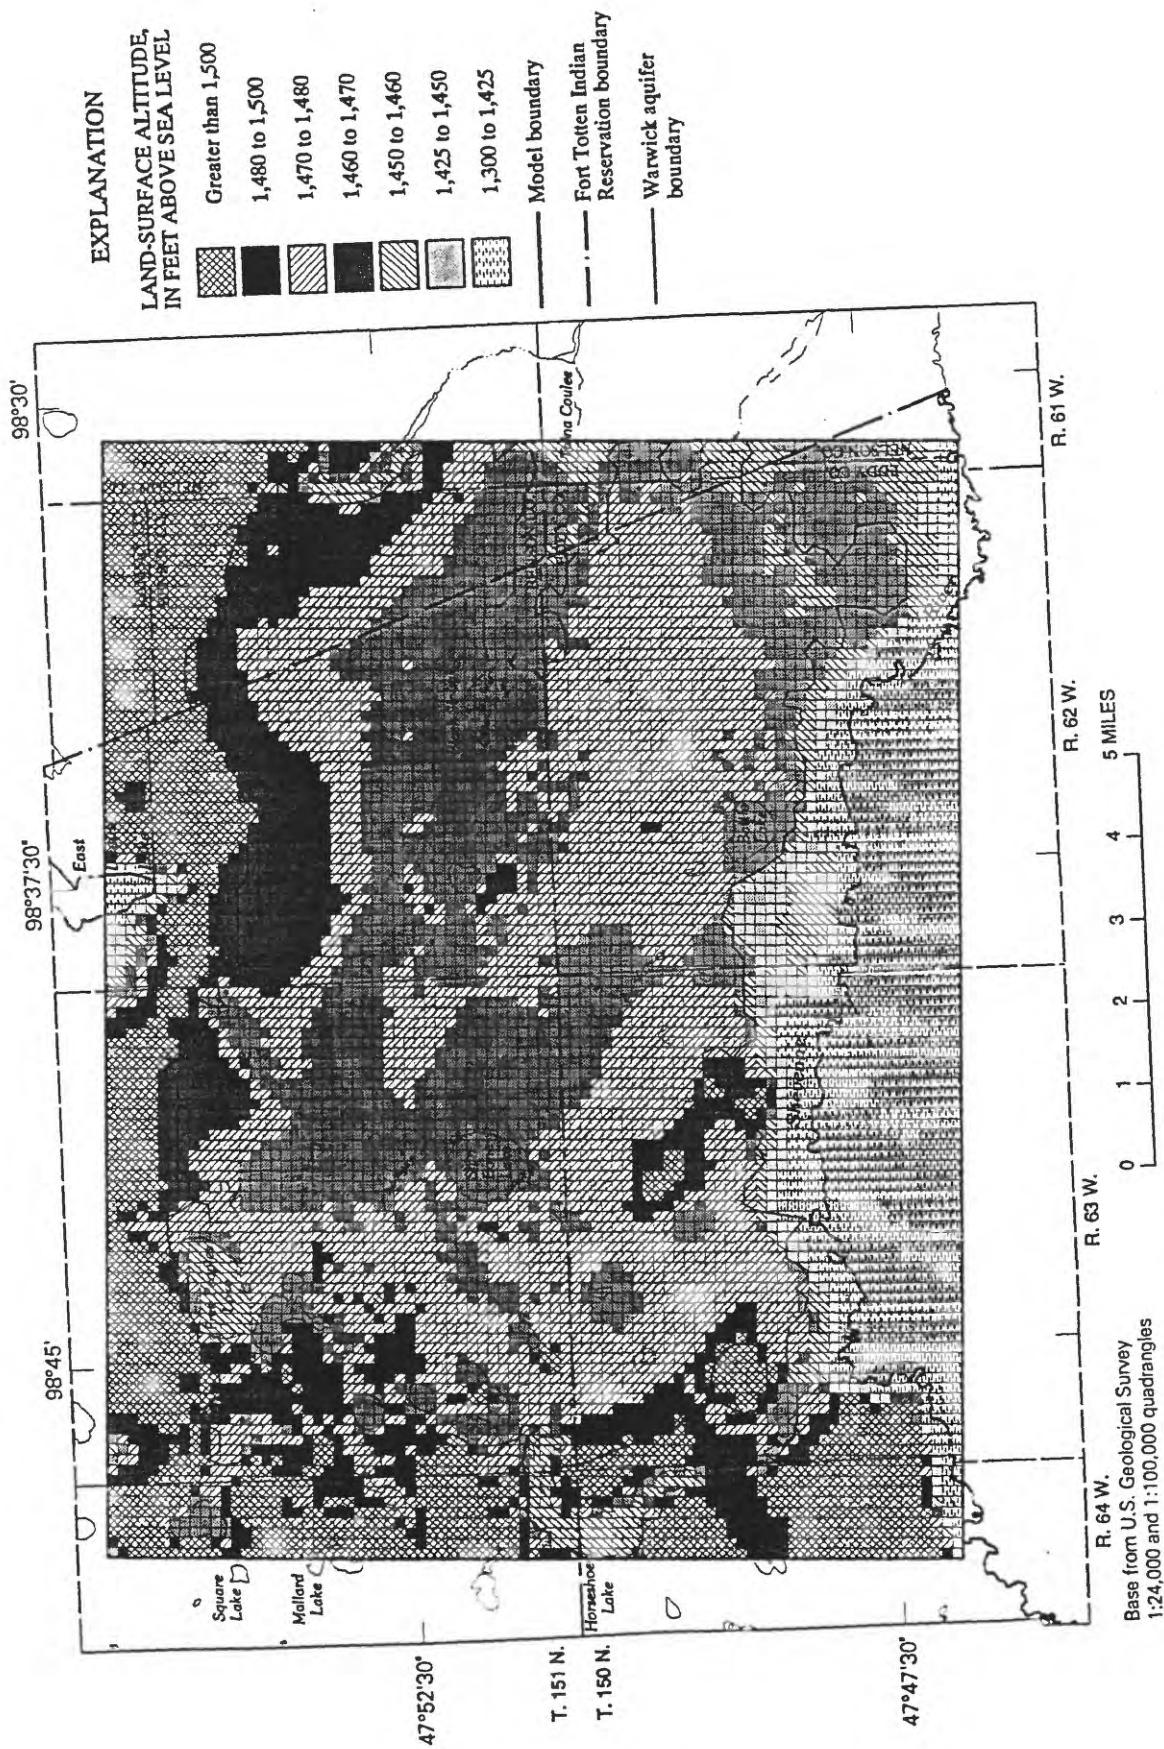 EXPLANATION
LAND-SURFACE ALTITUDE,
IN FEET ABOVE SEA LEVEL
Greater than 1,500
1,480 to 1,500
1,470 to 1,480
1,460 to 1,470
1,450 to 1,460
1,425 to 1,450
1,300 to 1,425
Model boundary
Fort Totten Indian
Reservation boundary
Warwick aquifer
boundary
98°45'
98°37'30"
98°30'
East
Square
Lake
Mallard
Lake
Horseshoe
Lake
Coulee
47°52'30"
T. 151 N.
T. 150 N.
47°47'30"
R. 64 W.
R. 63 W.
R. 62 W.
R. 61 W.
0 1 2 3 4 5 MILES
Base from U.S. Geological Survey
1:24,000 and 1:100,000 quadrangles